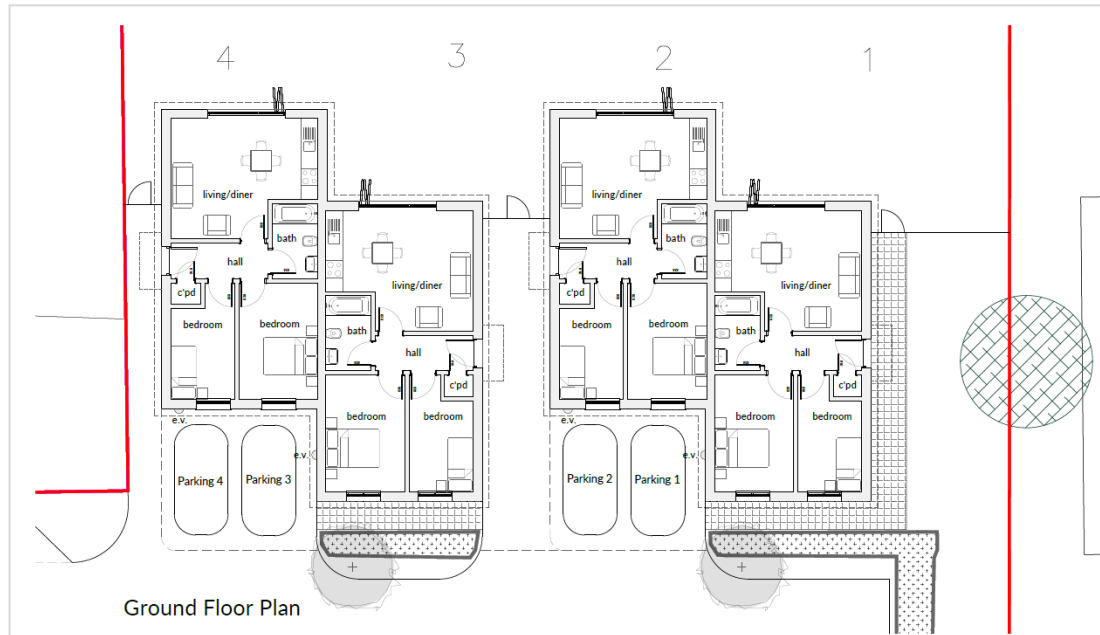 4
3
2
1
living/diner
bath
hall
c'pd
bedroom
bedroom
living/diner
bath
hall
c'pd
bedroom
bedroom
living/diner
bath
hall
c'pd
bedroom
bedroom
living/diner
bath
hall
c'pd
bedroom
bedroom
e.v.
e.v.
e.v.
Parking 4
Parking 3
Parking 2
Parking 1
Ground Floor Plan